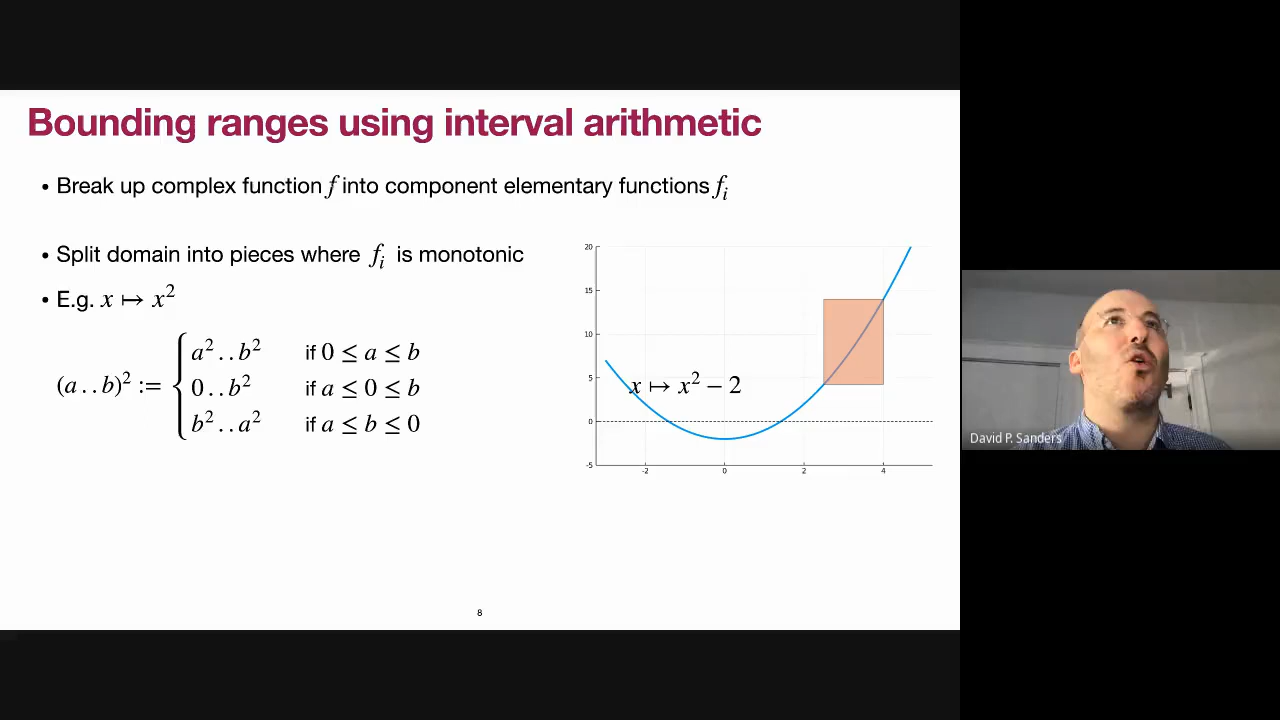 Bounding ranges using interval arithmetic
• Break up complex function f into component elementary functions fᵢ
• Split domain into pieces where fᵢ is monotonic
• E.g. x ↦ x²
(a . . b)² := { a² . . b² if 0 ≤ a ≤ b
0 . . b² if a ≤ 0 ≤ b
b² . . a² if a ≤ b ≤ 0
20
15
10
5
0
-5
-2 0 2 4
x ↦ x² − 2
8
David P. Sanders